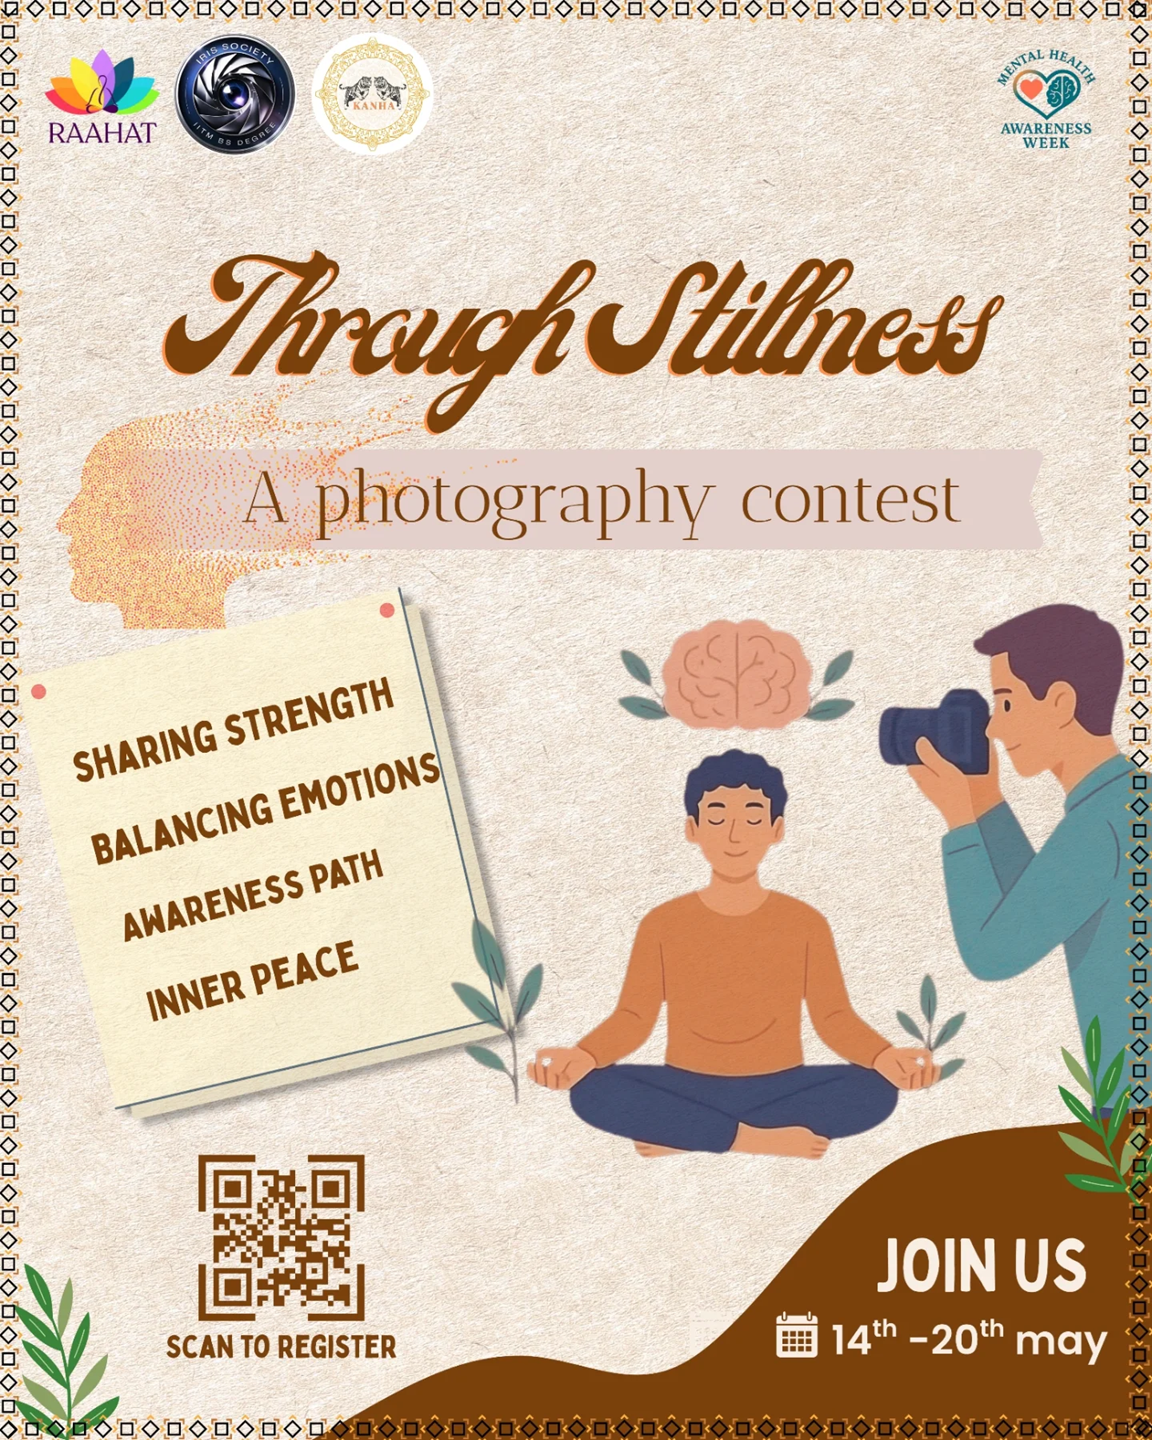 RAAHAT
IRIS SOCIETY
IITM BS DEGREE
KANHA
MENTAL HEALTH
AWARENESS
WEEK
Through Stillness
A photography contest
SHARING STRENGTH
BALANCING EMOTIONS
AWARENESS PATH
INNER PEACE
SCAN TO REGISTER
JOIN US
14th -20th may